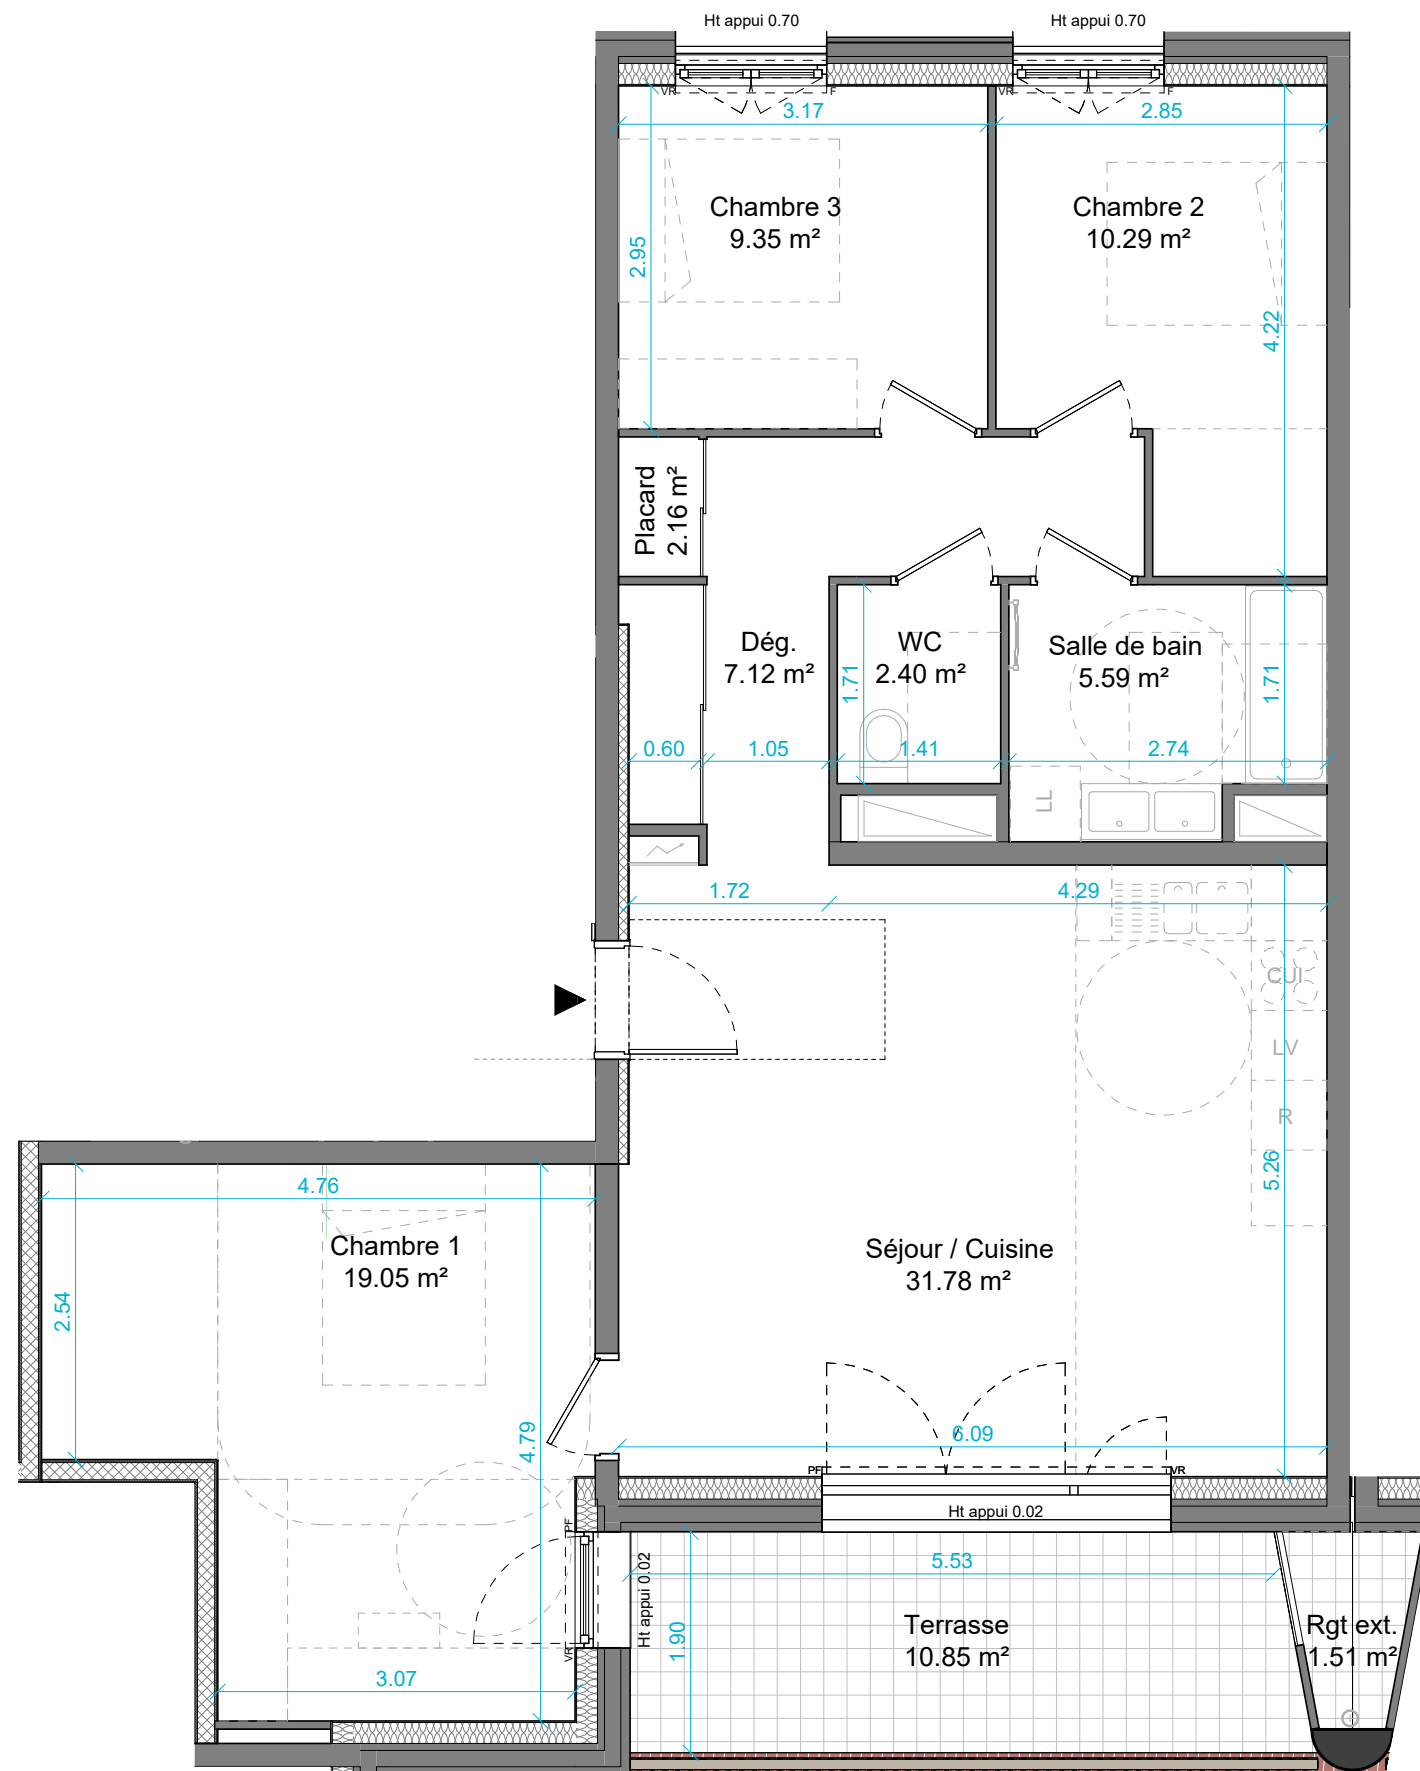 Ht appui 0.70
Ht appui 0.70
VR
F
VR
F
3.17
2.85
Chambre 3
9.35 m²
Chambre 2
10.29 m²
2.95
4.22
Placard
2.16 m²
Dég.
7.12 m²
WC
2.40 m²
Salle de bain
5.59 m²
1.71
1.71
0.60
1.05
1.41
2.74
LL
1.72
4.29
CUI
LV
R
5.26
4.76
Chambre 1
19.05 m²
2.54
Séjour / Cuisine
31.78 m²
4.79
6.09
PF
VR
Ht appui 0.02
PF
VR
Ht appui 0.02
5.53
1.90
Terrasse
10.85 m²
Rgt ext.
1.51 m²
3.07